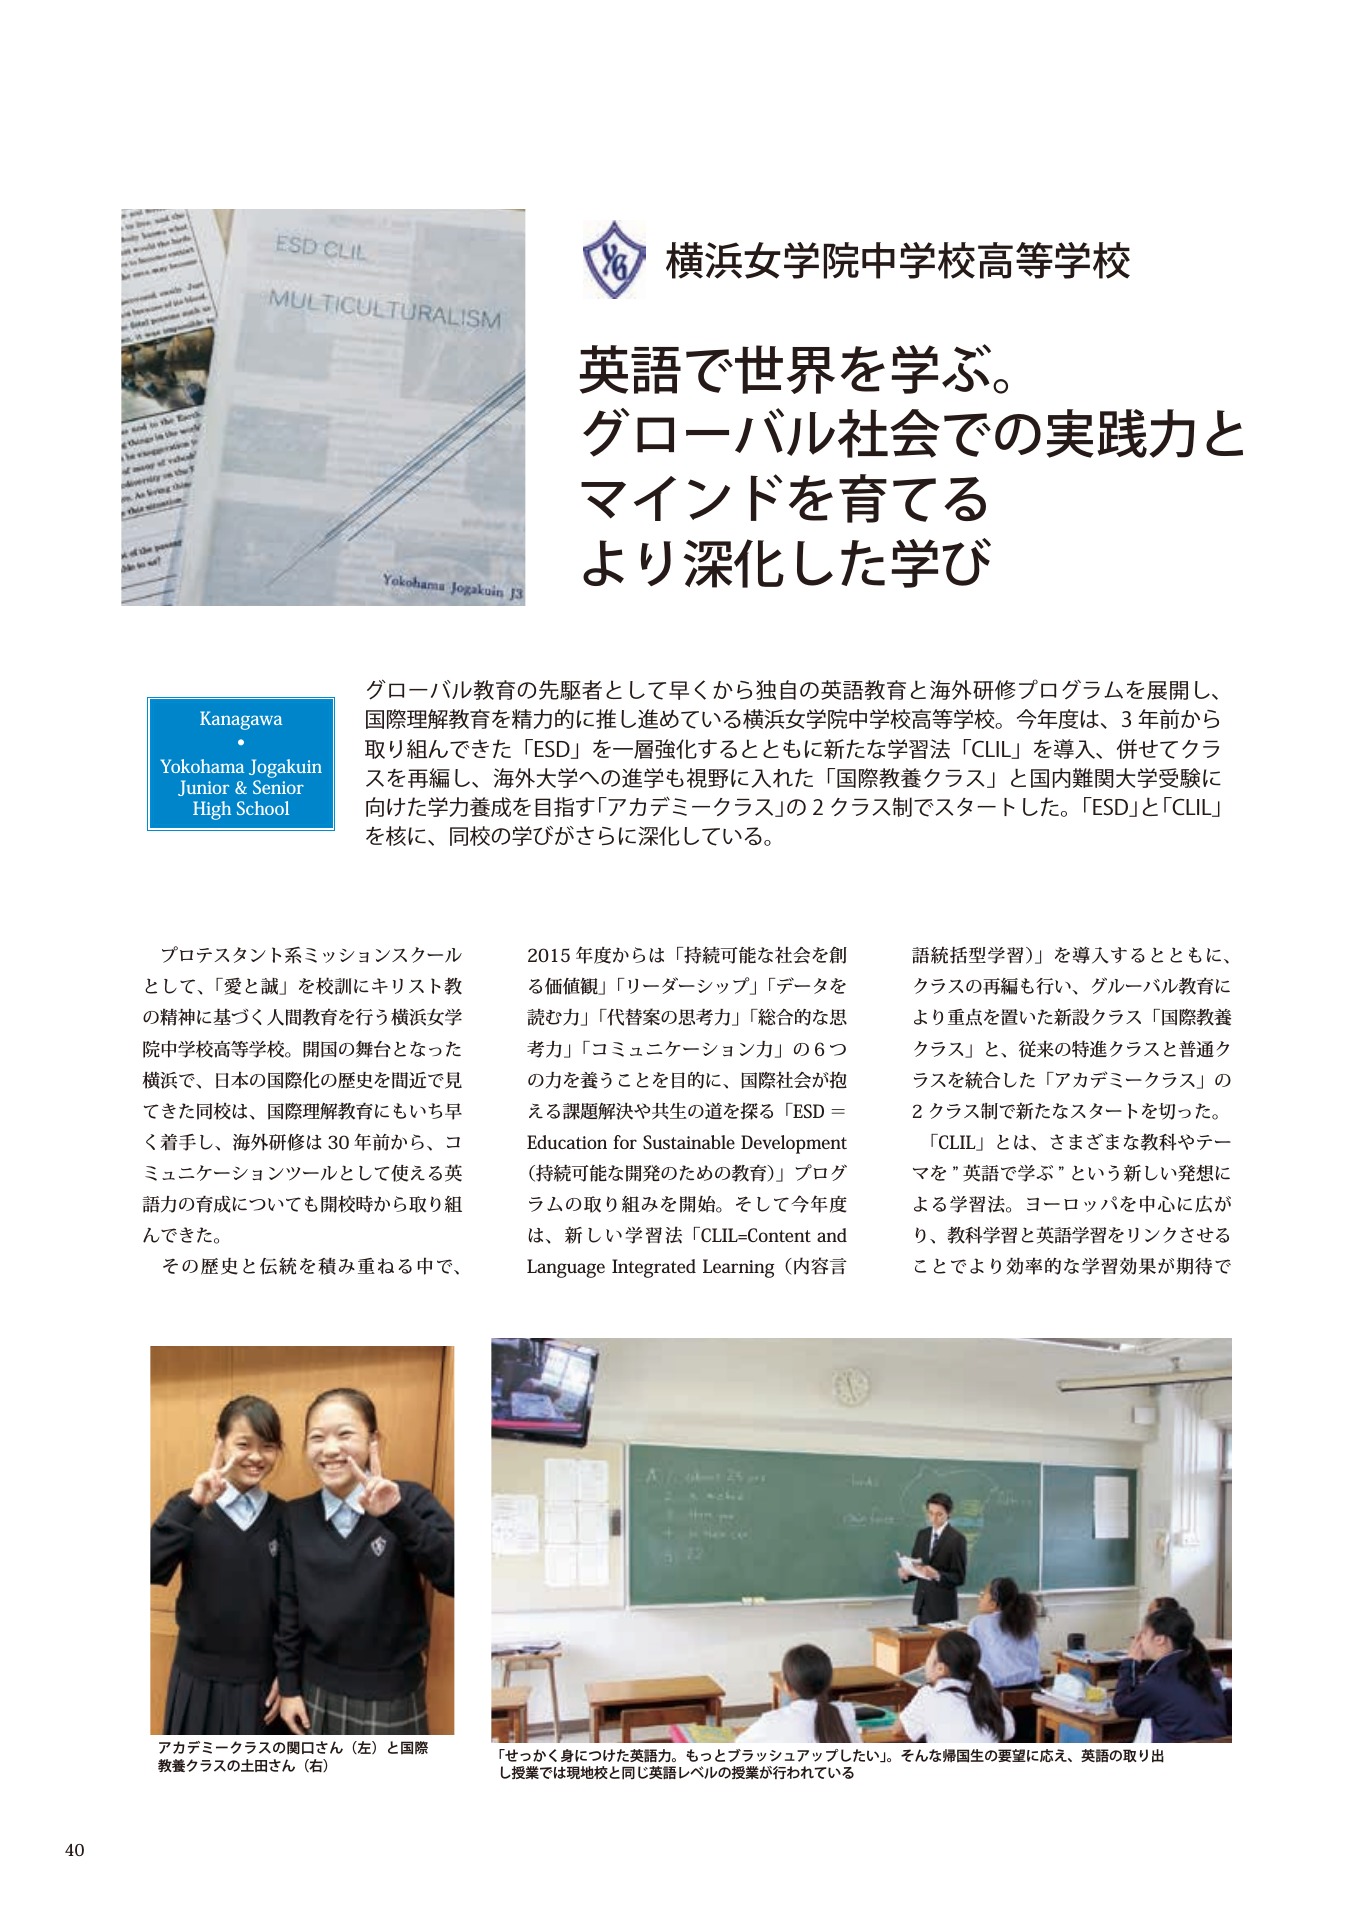 ESD CLIL
MULTICULTURALISM
Yokohama Jogakuin J3
横浜女学院中学校高等学校
英語で世界を学ぶ。
グローバル社会での実践力と
マインドを育てる
より深化した学び
Kanagawa
•
Yokohama Jogakuin
Junior & Senior
High School
グローバル教育の先駆者として早くから独自の英語教育と海外研修プログラムを展開し、
国際理解教育を精力的に推し進めている横浜女学院中学校高等学校。今年度は、3 年前から
取り組んできた「ESD」を一層強化するとともに新たな学習法「CLIL」を導入、併せてクラ
スを再編し、海外大学への進学も視野に入れた「国際教養クラス」と国内難関大学受験に
向けた学力養成を目指す「アカデミークラス」の 2 クラス制でスタートした。「ESD」と「CLIL」
を核に、同校の学びがさらに深化している。
プロテスタント系ミッションスクール
として、「愛と誠」を校訓にキリスト教
の精神に基づく人間教育を行う横浜女学
院中学校高等学校。開国の舞台となった
横浜で、日本の国際化の歴史を間近で見
てきた同校は、国際理解教育にもいち早
く着手し、海外研修は 30 年前から、コ
ミュニケーションツールとして使える英
語力の育成についても開校時から取り組
んできた。
その歴史と伝統を積み重ねる中で、
2015 年度からは「持続可能な社会を創
る価値観」「リーダーシップ」「データを
読む力」「代替案の思考力」「総合的な思
考力」「コミュニケーション力」の 6 つ
の力を養うことを目的に、国際社会が抱
える課題解決や共生の道を探る「ESD ＝
Education for Sustainable Development
（持続可能な開発のための教育）」プログ
ラムの取り組みを開始。そして今年度
は、新しい学習法「CLIL=Content and
Language Integrated Learning（内容言
語統括型学習）」を導入するとともに、
クラスの再編も行い、グルーバル教育に
より重点を置いた新設クラス「国際教養
クラス」と、従来の特進クラスと普通ク
ラスを統合した「アカデミークラス」の
2 クラス制で新たなスタートを切った。
「CLIL」とは、さまざまな教科やテー
マを ” 英語で学ぶ ” という新しい発想に
よる学習法。ヨーロッパを中心に広が
り、教科学習と英語学習をリンクさせる
ことでより効率的な学習効果が期待で
アカデミークラスの関口さん（左）と国際
教養クラスの土田さん（右）
「せっかく身につけた英語力。もっとブラッシュアップしたい」。そんな帰国生の要望に応え、英語の取り出
し授業では現地校と同じ英語レベルの授業が行われている
40